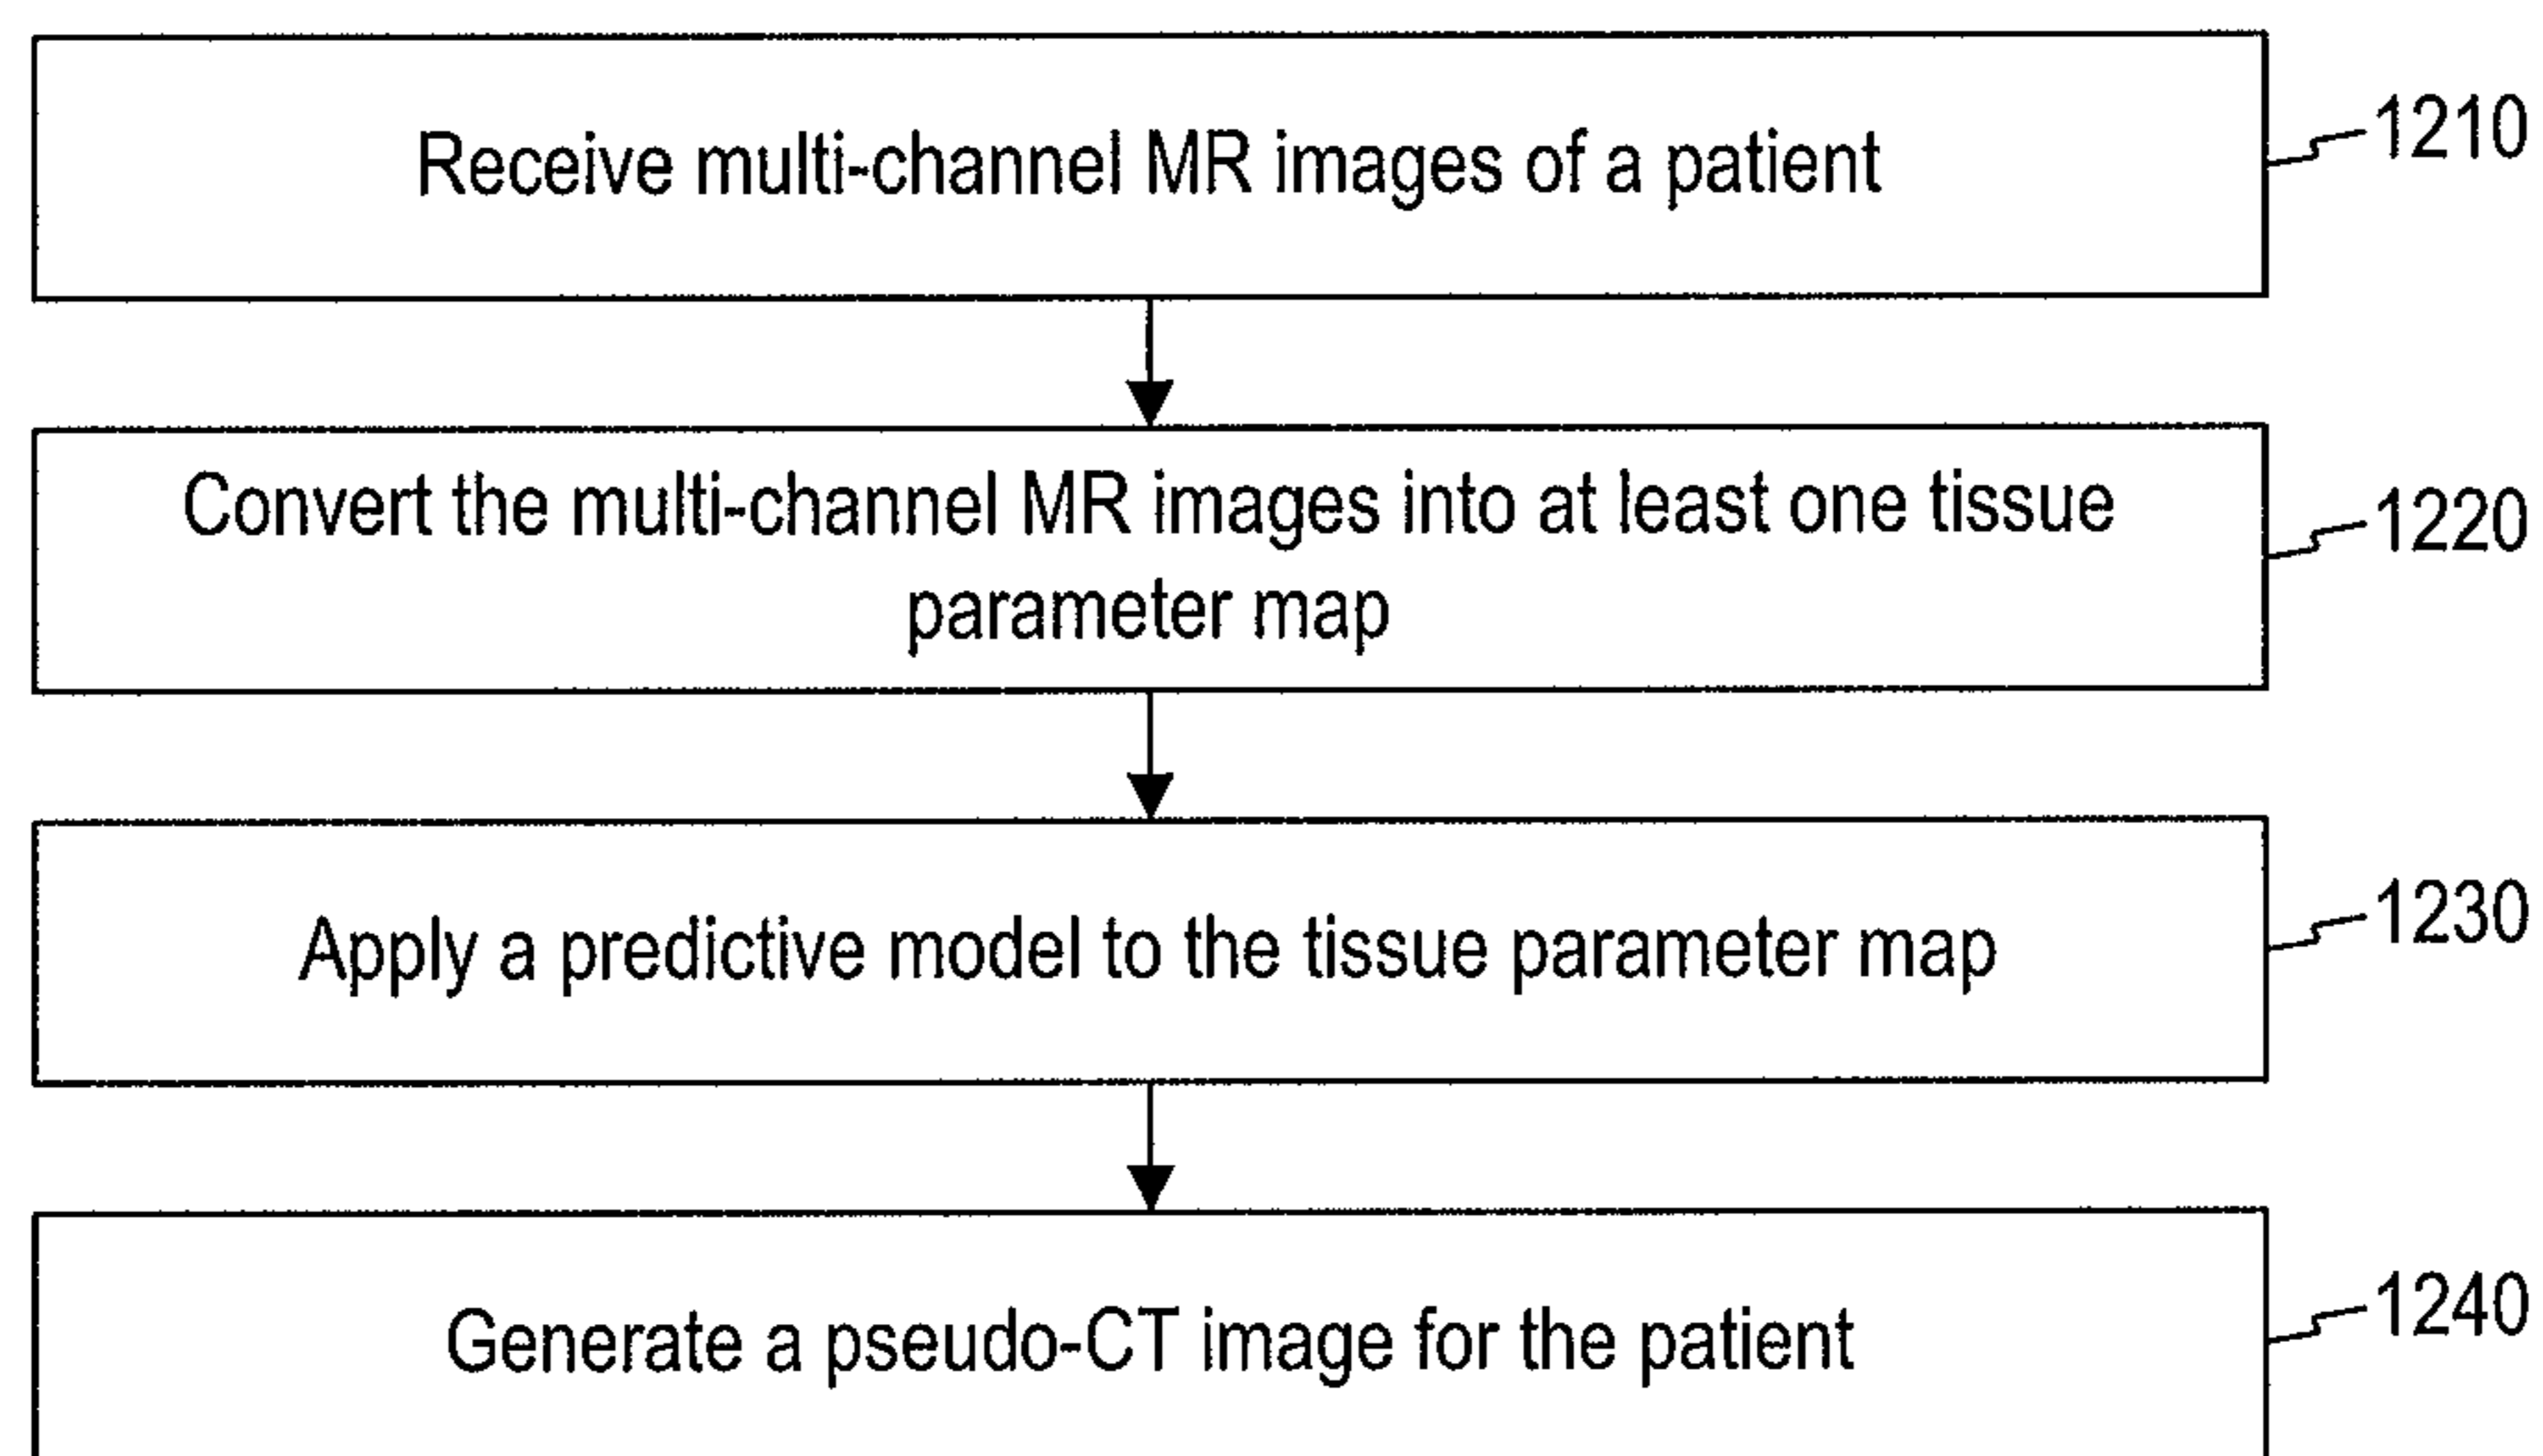 Receive multi-channel MR images of a patient
1210
Convert the multi-channel MR images into at least one tissue
parameter map
1220
Apply a predictive model to the tissue parameter map
1230
Generate a pseudo-CT image for the patient
1240